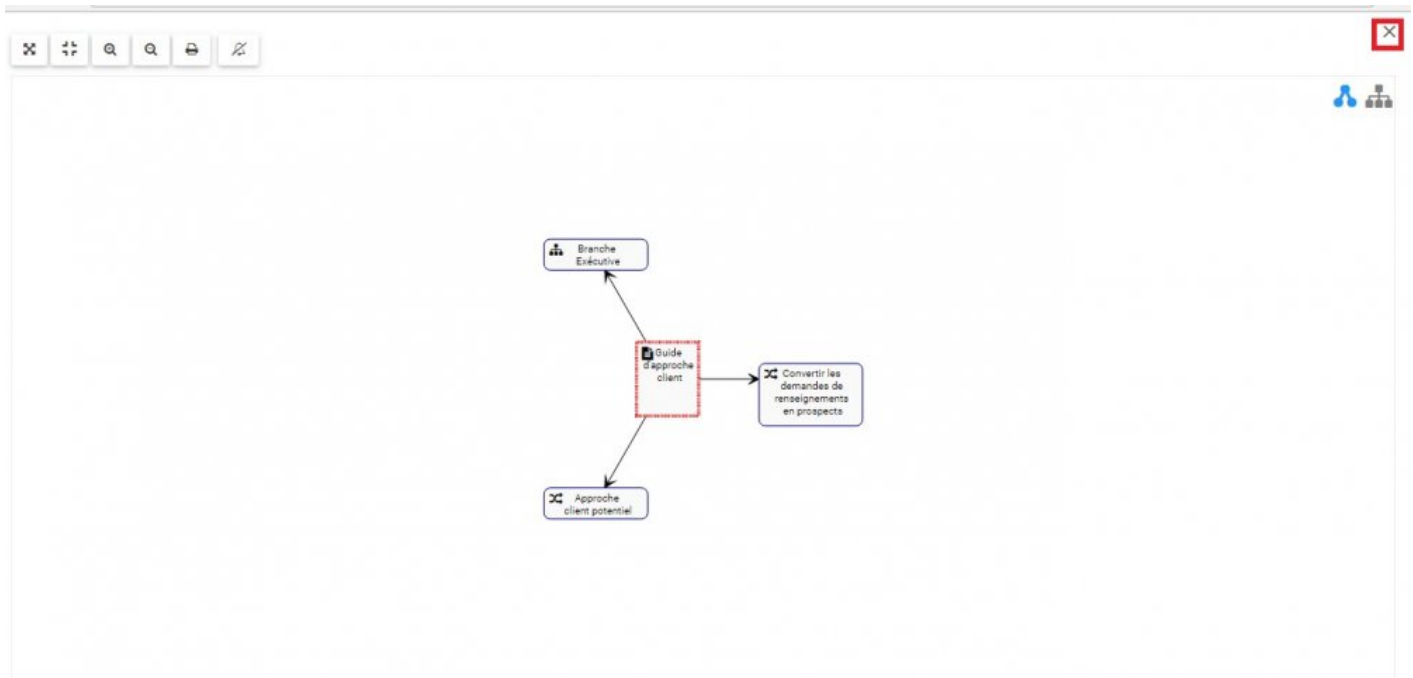 Branche
Exécutive
Guide
d'approche
client
Convertir les
demandes de
renseignements
en prospects
Approche
client potentiel